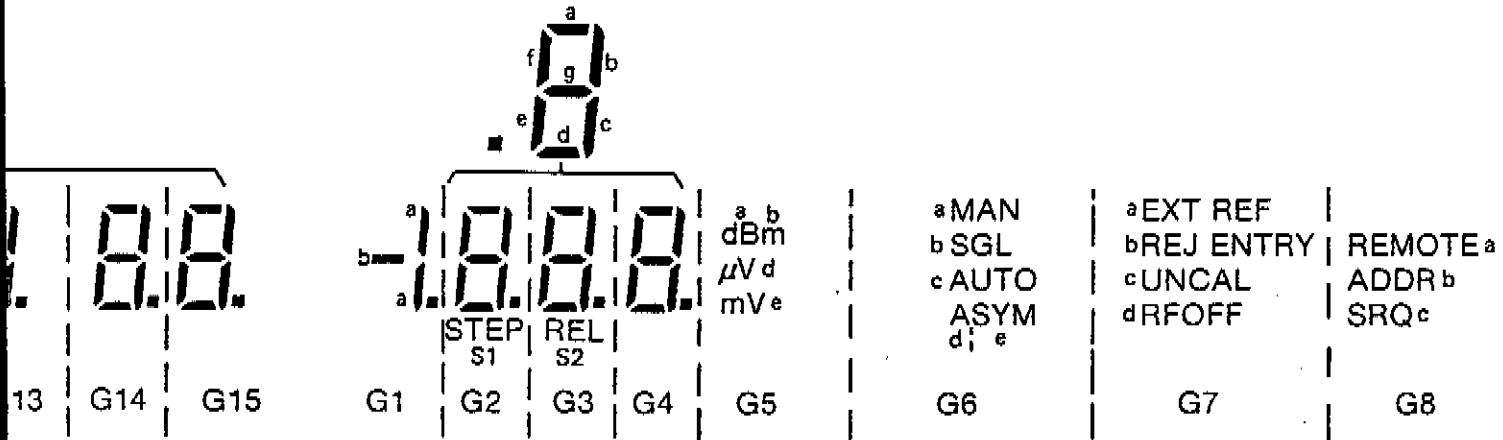 a
f b
g
e c
d
a
b
a
a b
dBm
μV d
mV e
STEP REL
S1 S2
a MAN
b SGL
c AUTO
ASYM
d e
a EXT REF
b REJ ENTRY
c UNCAL
d RFOFF
REMOTE a
ADDR b
SRQ c
13 G14 G15 G1 G2 G3 G4 G5 G6 G7 G8